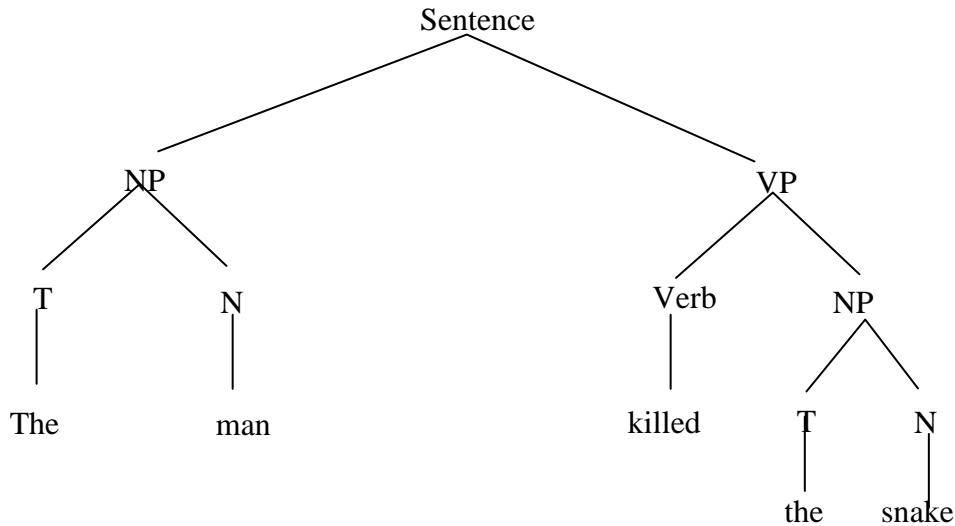 Sentence
NP VP
T N Verb NP
The man killed T N
the snake